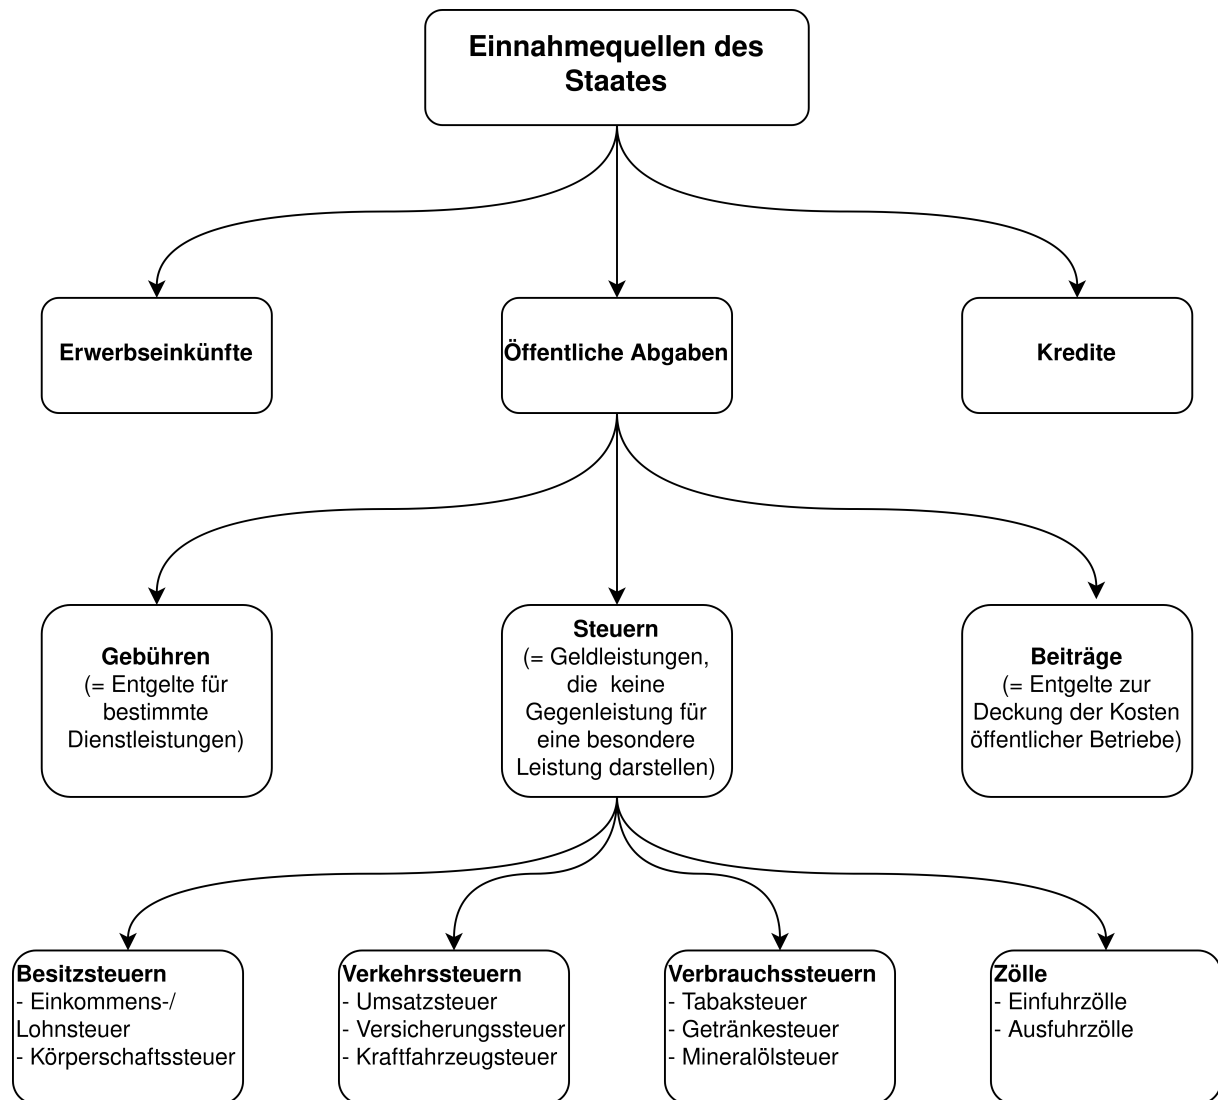 Einnahmequellen des
Staates
Erwerbseinkünfte
Öffentliche Abgaben
Kredite
Gebühren
(= Entgelte für
bestimmte
Dienstleistungen)
Steuern
(= Geldleistungen,
die  keine
Gegenleistung für
eine besondere
Leistung darstellen)
Beiträge
(= Entgelte zur
Deckung der Kosten
öffentlicher Betriebe)
Besitzsteuern
- Einkommens-/
Lohnsteuer
- Körperschaftssteuer
Verkehrssteuern
- Umsatzsteuer
- Versicherungssteuer
- Kraftfahrzeugsteuer
Verbrauchssteuern
- Tabaksteuer
- Getränkesteuer
- Mineralölsteuer
Zölle
- Einfuhrzölle
- Ausfuhrzölle